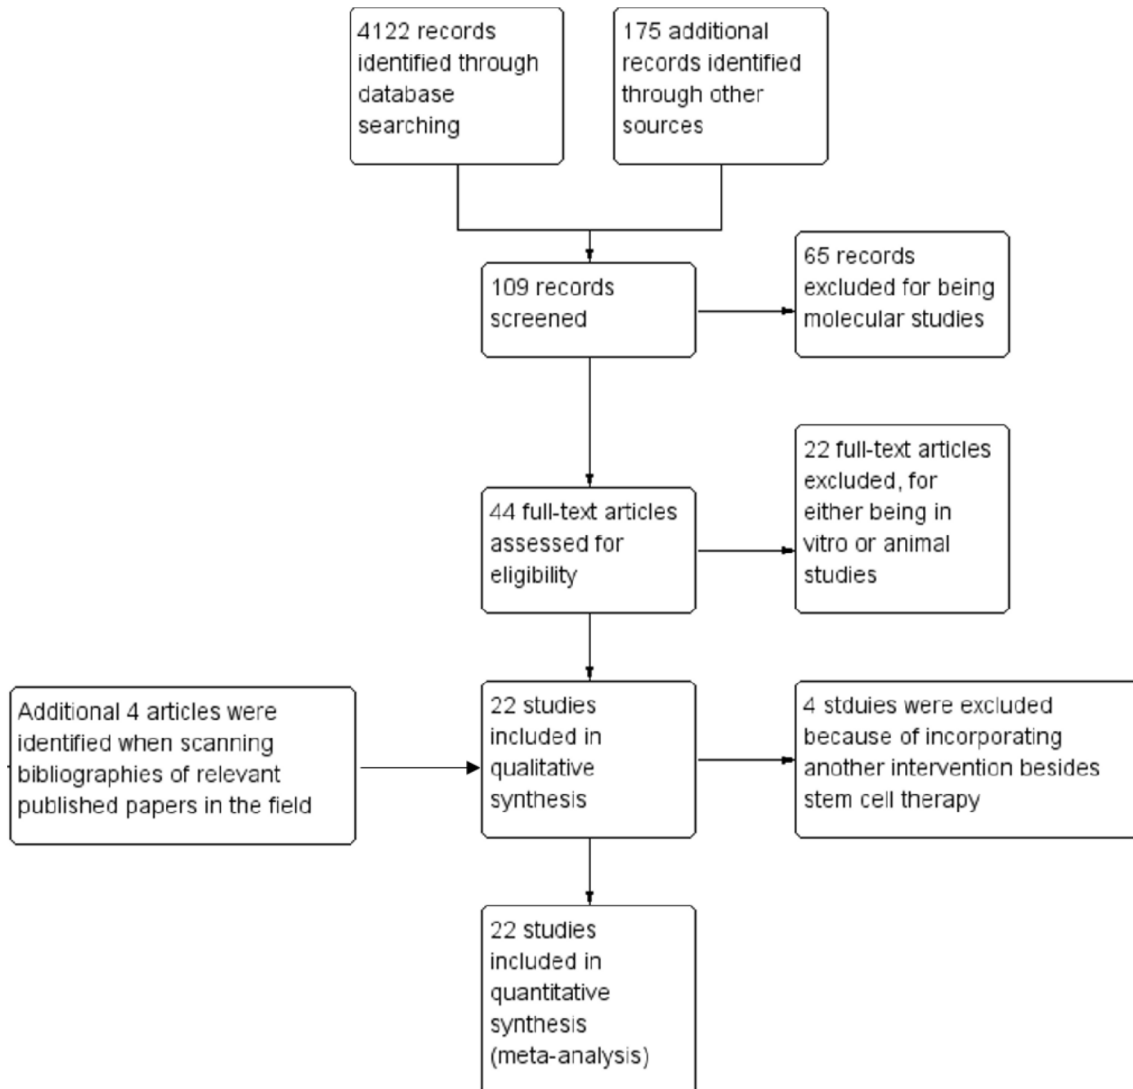 4122 records
identified through
database
searching
175 additional
records identified
through other
sources
109 records
screened
65 records
excluded for being
molecular studies
44 full-text articles
assessed for
eligibility
22 full-text articles
excluded, for
either being in
vitro or animal
studies
Additional 4 articles were
identified when scanning
bibliographies of relevant
published papers in the field
22 studies
included in
qualitative
synthesis
4 stduies were excluded
because of incorporating
another intervention besides
stem cell therapy
22 studies
included in
quantitative
synthesis
(meta-analysis)